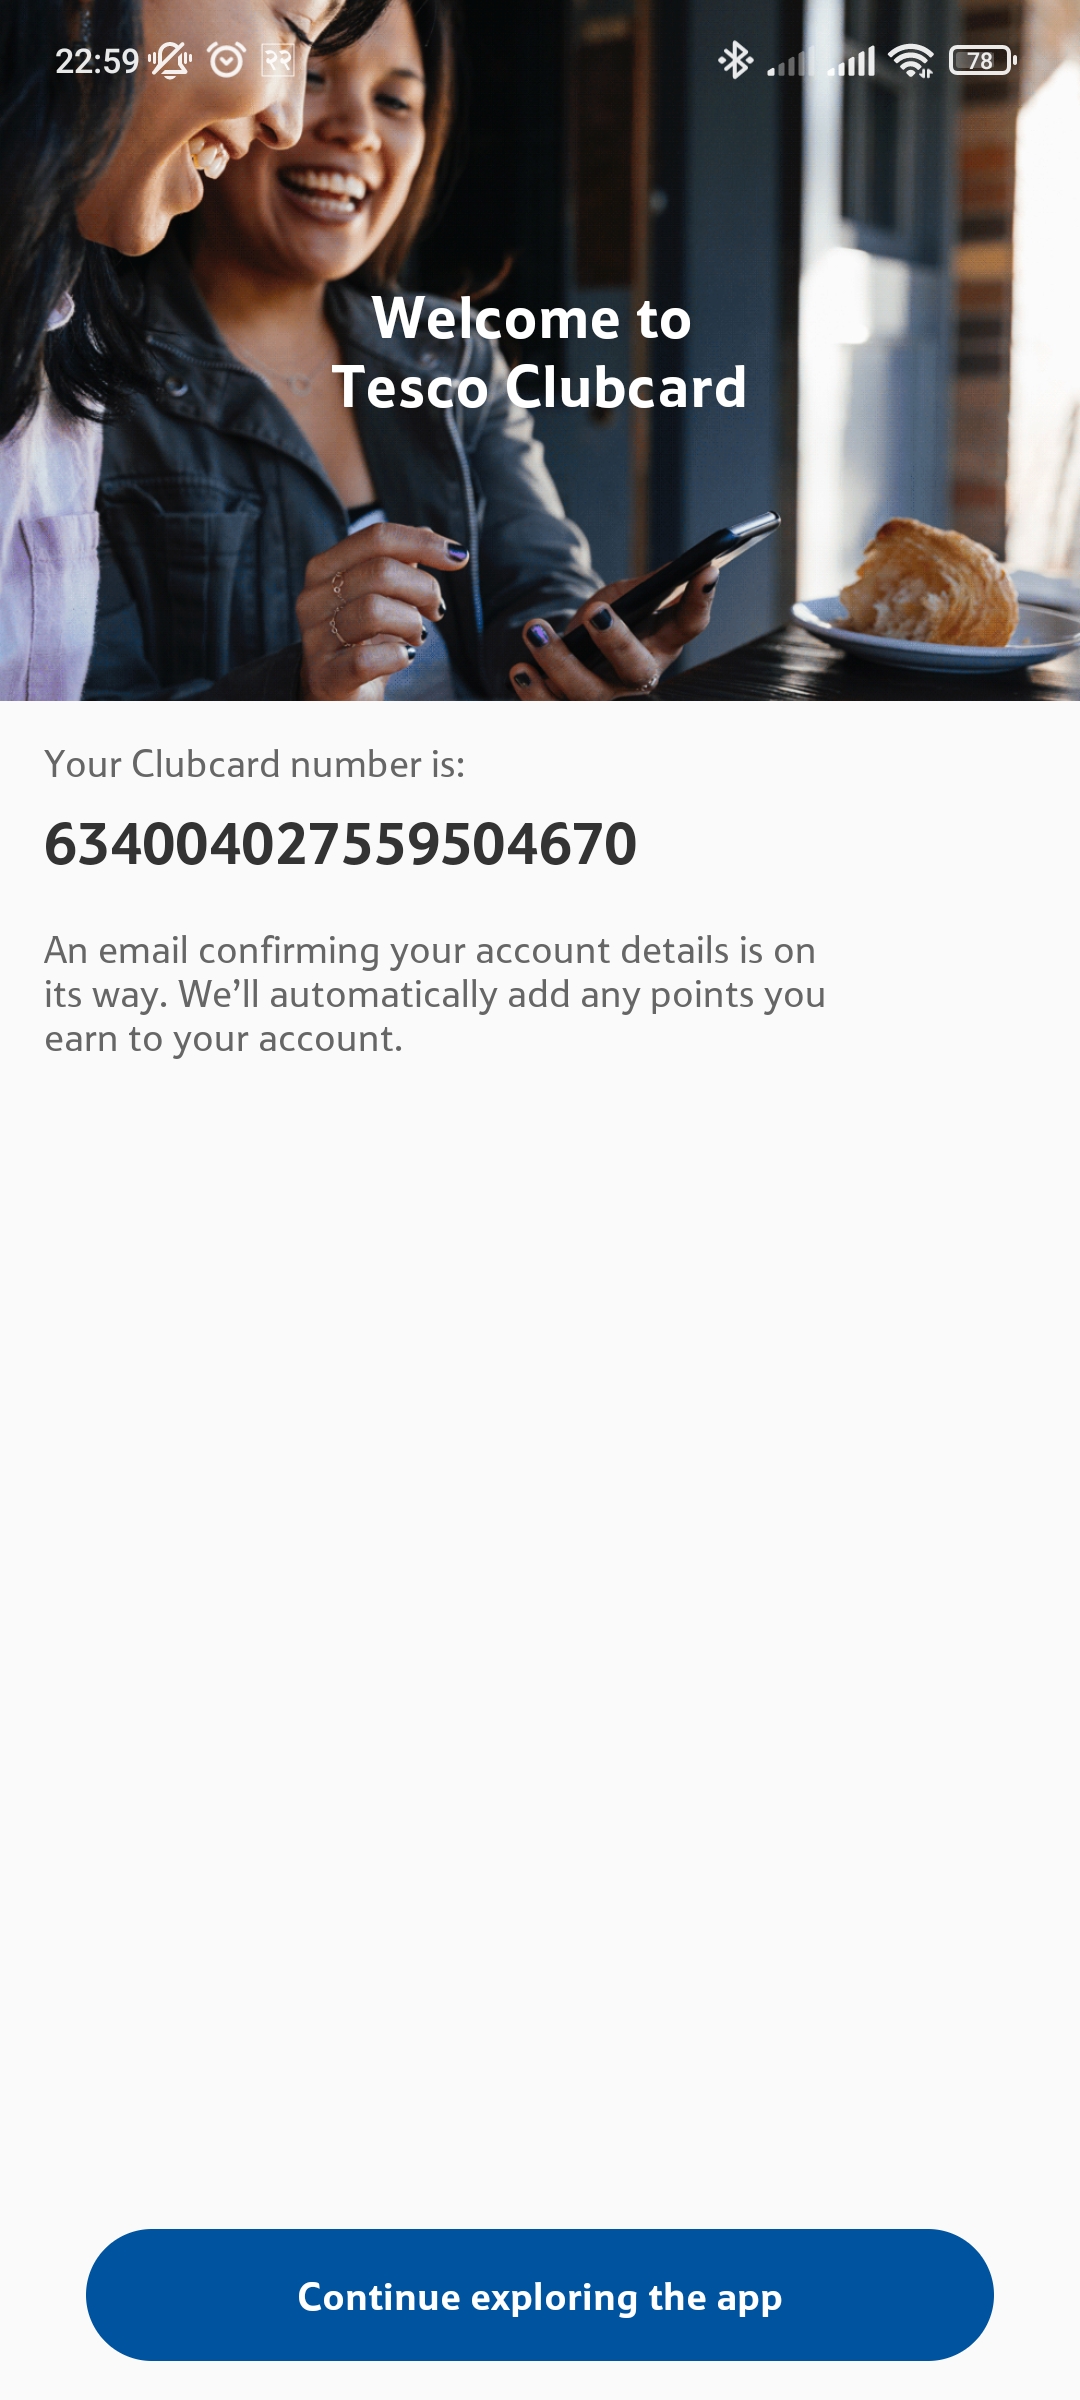 22:59 22 78
Welcome to
Tesco Clubcard
Your Clubcard number is:
634004027559504670
An email confirming your account details is on
its way. We’ll automatically add any points you
earn to your account.
Continue exploring the app